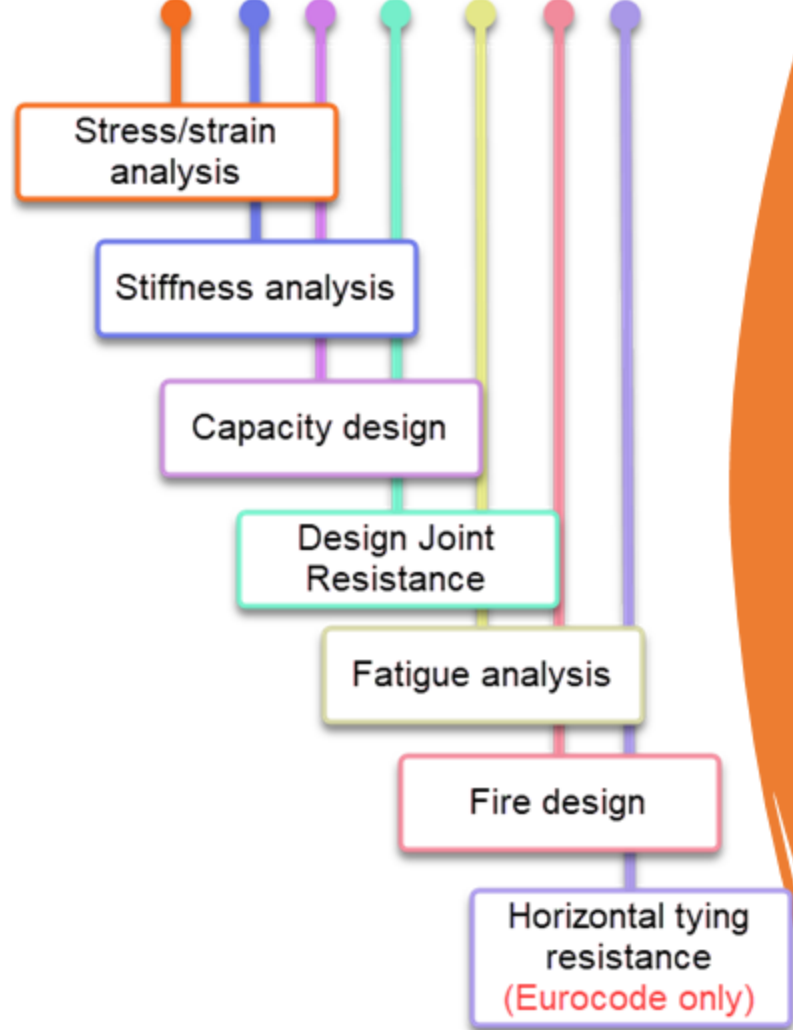 Stress/strain
analysis
Stiffness analysis
Capacity design
Design Joint
Resistance
Fatigue analysis
Fire design
Horizontal tying
resistance
(Eurocode only)